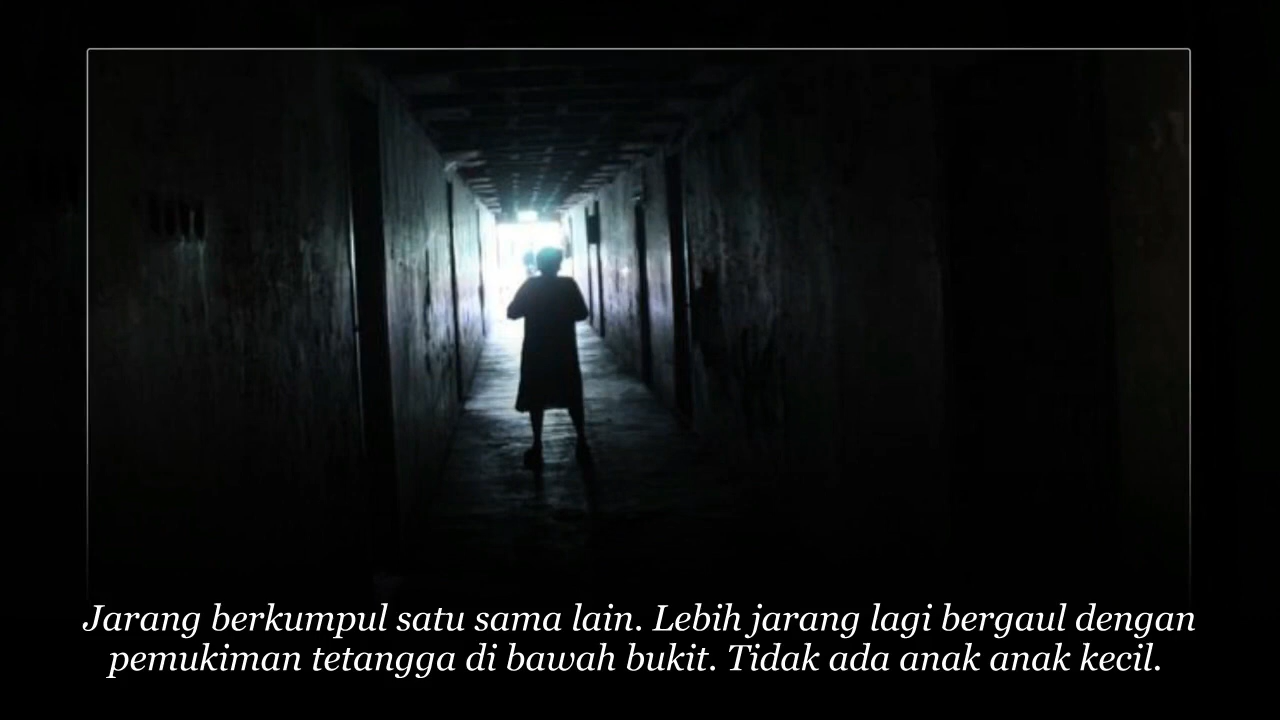 Jarang berkumpul satu sama lain. Lebih jarang lagi bergaul dengan
pemukiman tetangga di bawah bukit. Tidak ada anak anak kecil.